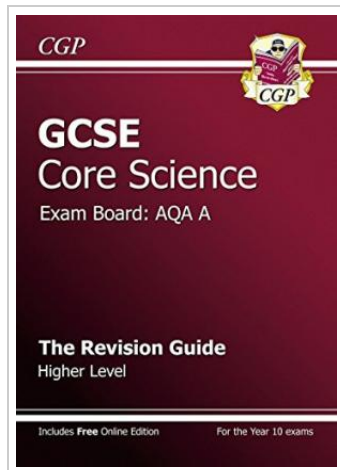 CGP
CGP
CGP
GCSE
Core Science
Exam Board: AQA A
The Revision Guide
Higher Level
Includes Free Online Edition
For the Year 10 exams